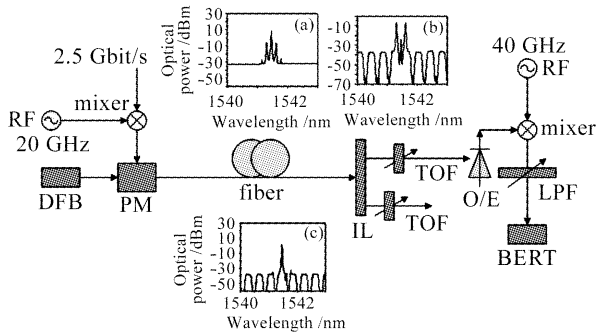 2.5 Gbit/s
mixer
RF
20 GHz
DFB
PM
fiber
IL
TOF
TOF
O/E
40 GHz
RF
mixer
LPF
BERT
(a)
Optical
power /dBm
30
10
-10
-30
-50
1540
1542
Wavelength /nm
(b)
-10
-30
-50
-70
1540
1542
Wavelength /nm
(c)
Optical
power /dBm
30
10
-10
-30
-50
1540
1542
Wavelength /nm